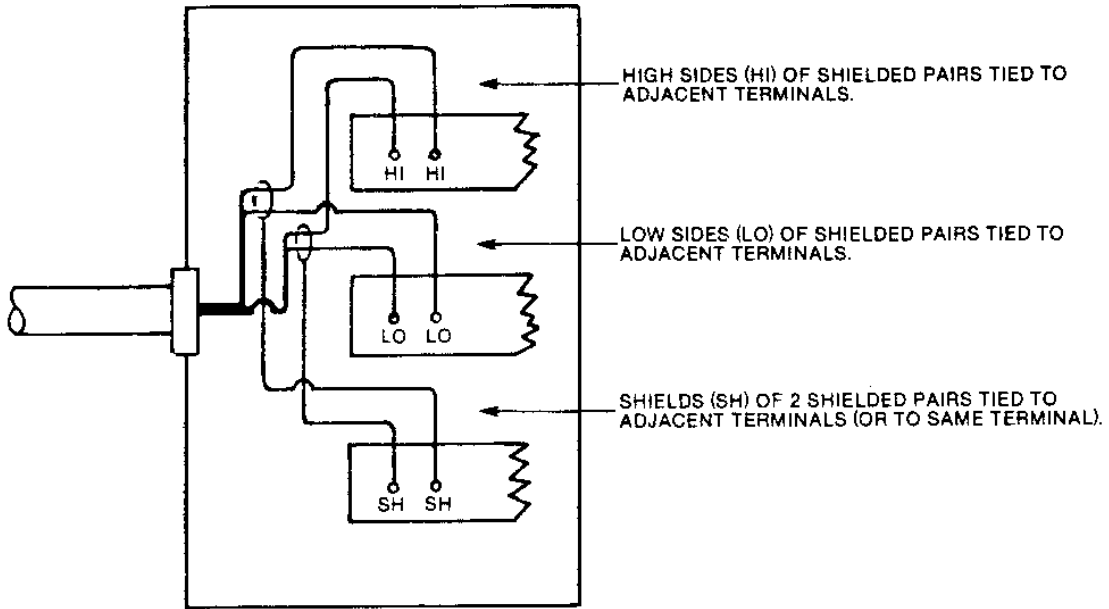 HIGH SIDES (HI) OF SHIELDED PAIRS TIED TO
ADJACENT TERMINALS.
HI HI
LOW SIDES (LO) OF SHIELDED PAIRS TIED TO
ADJACENT TERMINALS.
LO LO
SHIELDS (SH) OF 2 SHIELDED PAIRS TIED TO
ADJACENT TERMINALS (OR TO SAME TERMINAL).
SH SH